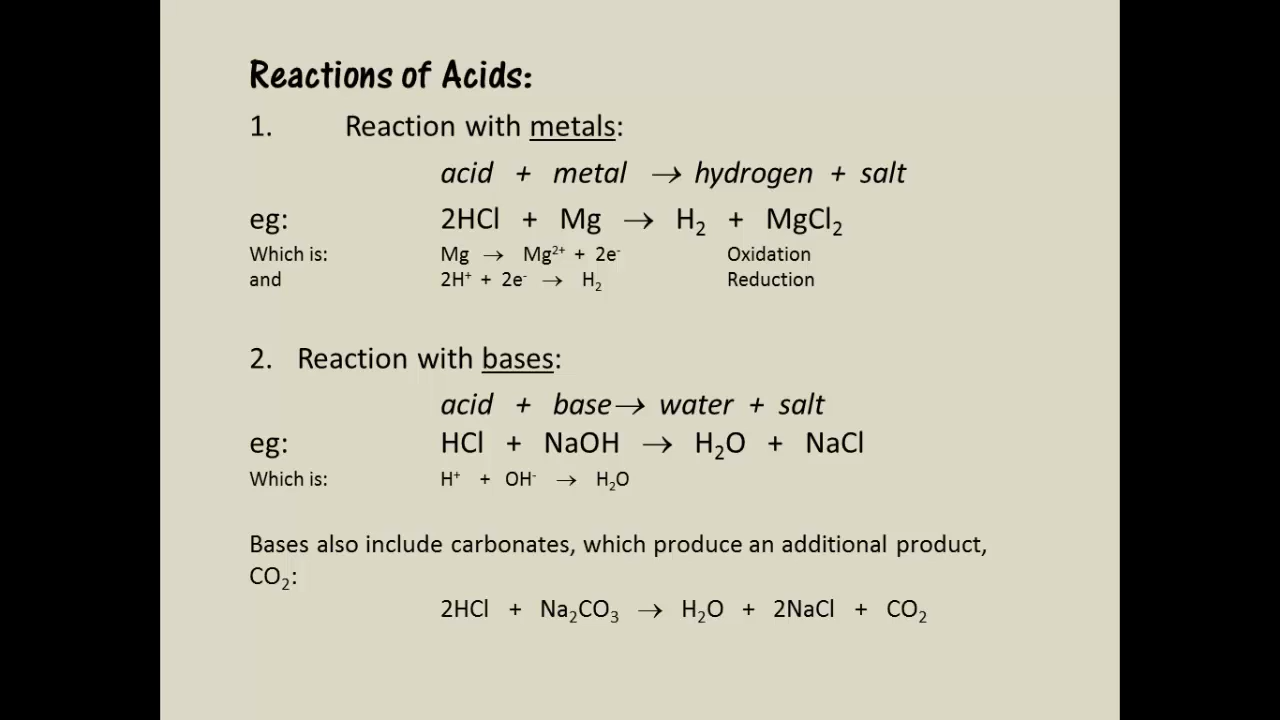 Reactions of Acids:
1. Reaction with metals:
acid + metal → hydrogen + salt
eg: 2HCl + Mg → H₂ + MgCl₂
Which is: Mg → Mg²⁺ + 2e⁻ Oxidation
and 2H⁺ + 2e⁻ → H₂ Reduction
2. Reaction with bases:
acid + base→ water + salt
eg: HCl + NaOH → H₂O + NaCl
Which is: H⁺ + OH⁻ → H₂O
Bases also include carbonates, which produce an additional product,
CO₂:
2HCl + Na₂CO₃ → H₂O + 2NaCl + CO₂